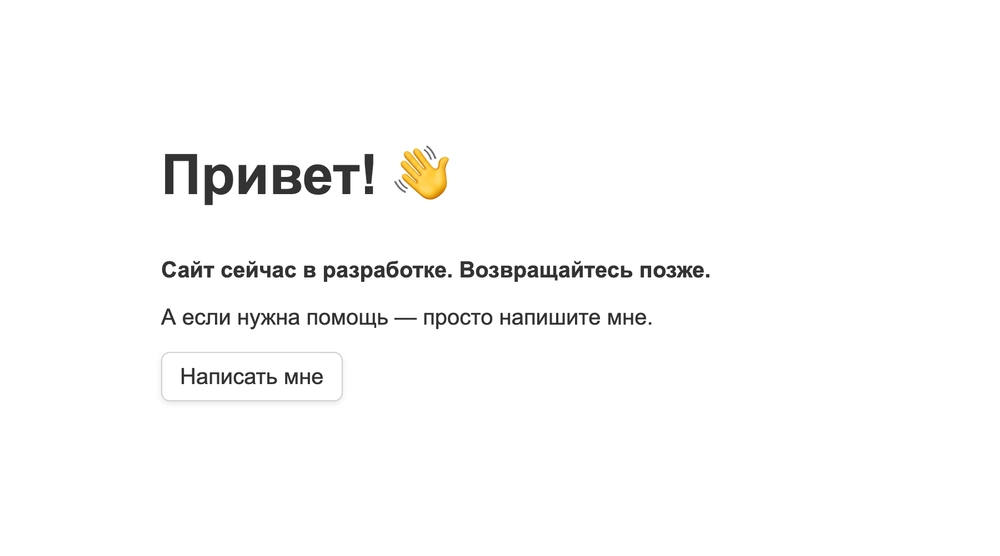 Привет! 👋
Сайт сейчас в разработке. Возвращайтесь позже.
А если нужна помощь — просто напишите мне.
Написать мне